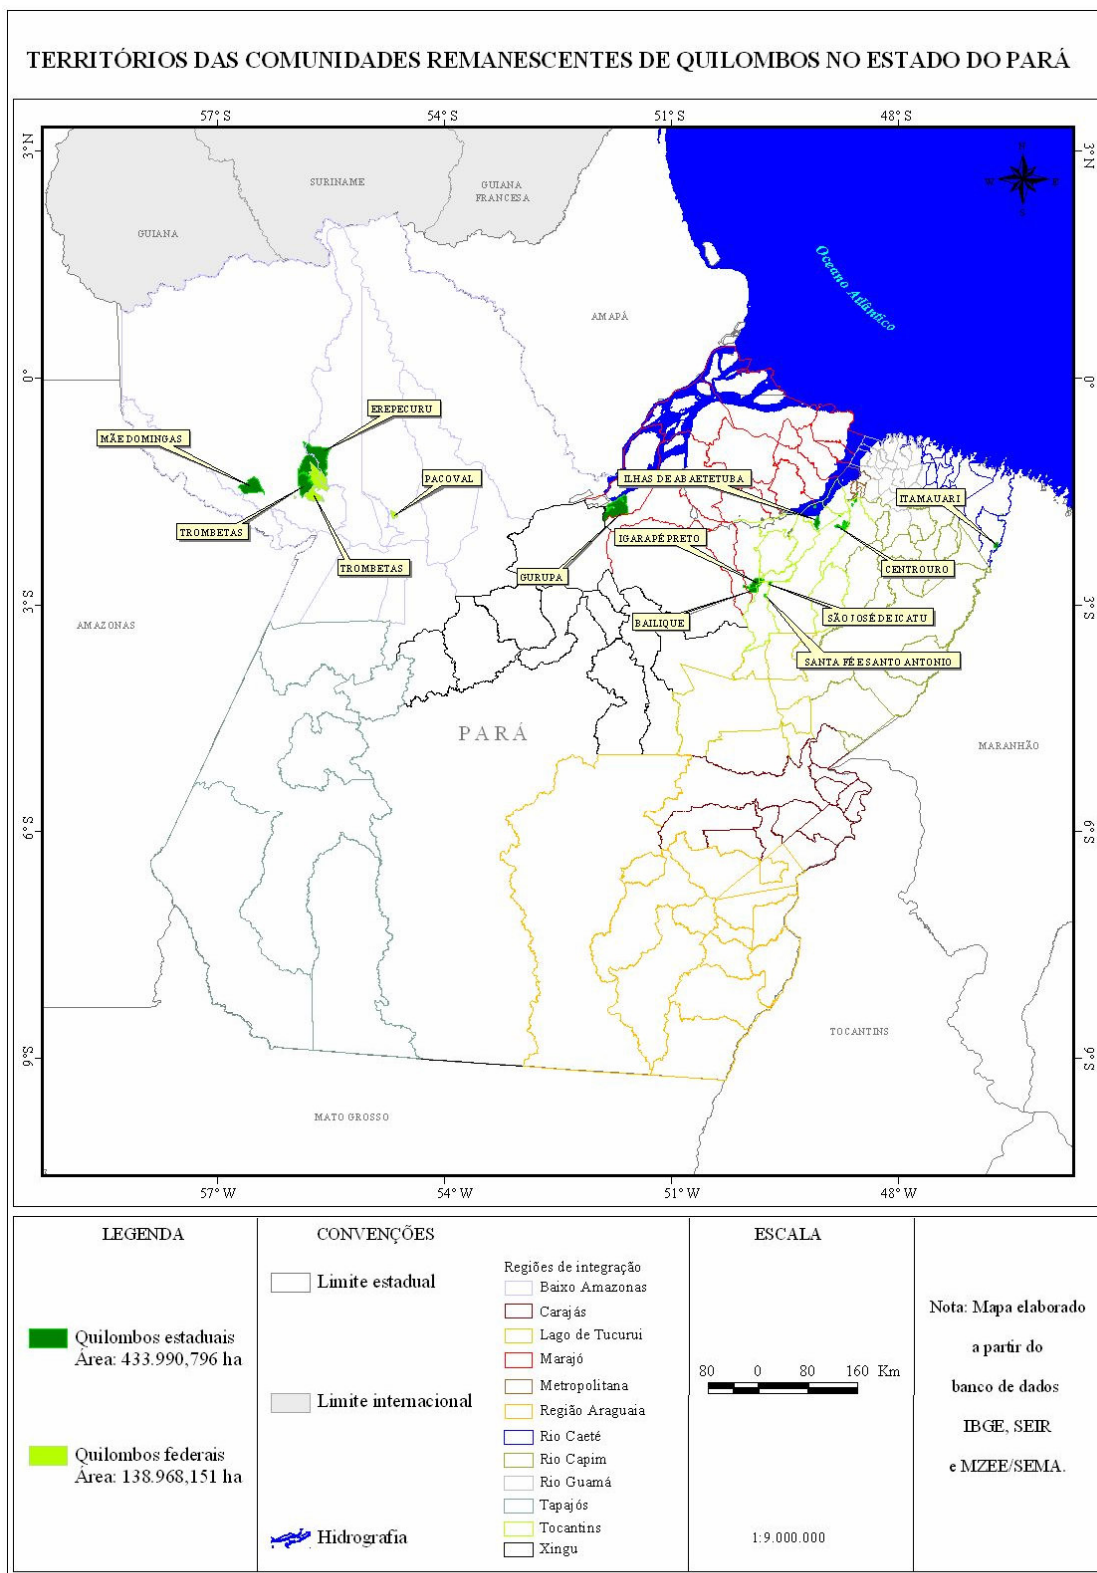 TERRITÓRIOS DAS COMUNIDADES REMANESCENTES DE QUILOMBOS NO ESTADO DO PARÁ
57° S
54° S
51° S
48° S
3°N
3°N
N
W
E
S
SURINAME
GUIANA
FRANCESA
GUIANA
Oceano Atlântico
AMAPÁ
0°
0°
EREPECURU
MÃE DOMINGAS
PACOVAL
ILHAS DE ABAETETUBA
ITAMAUARI
TROMBETAS
IGARAPÉ PRETO
TROMBETAS
GURUPA
CENTROURO
3°S
3°S
AMAZONAS
BAILIQUE
SÃO JOSÉ DE ICATU
SANTA FÉ E SANTO ANTONIO
PARÁ
MARANHÃO
6°S
6°S
TOCANTINS
9°S
9°S
MATO GROSSO
57° W
54° W
51° W
48° W
LEGENDA
Quilombos estaduais
Área: 433.990,796 ha
Quilombos federais
Área: 138.968,151 ha
CONVENÇÕES
Limite estadual
Limite internacional
Hidrografia
Regiões de integração
Baixo Amazonas
Carajás
Lago de Tucurui
Marajó
Metropolitana
Região Araguaia
Rio Caeté
Rio Capim
Rio Guamá
Tapajós
Tocantins
Xingu
ESCALA
80 0 80 160 Km
1:9.000.000
Nota: Mapa elaborado
a partir do
banco de dados
IBGE, SEIR
e MZEE/SEMA.